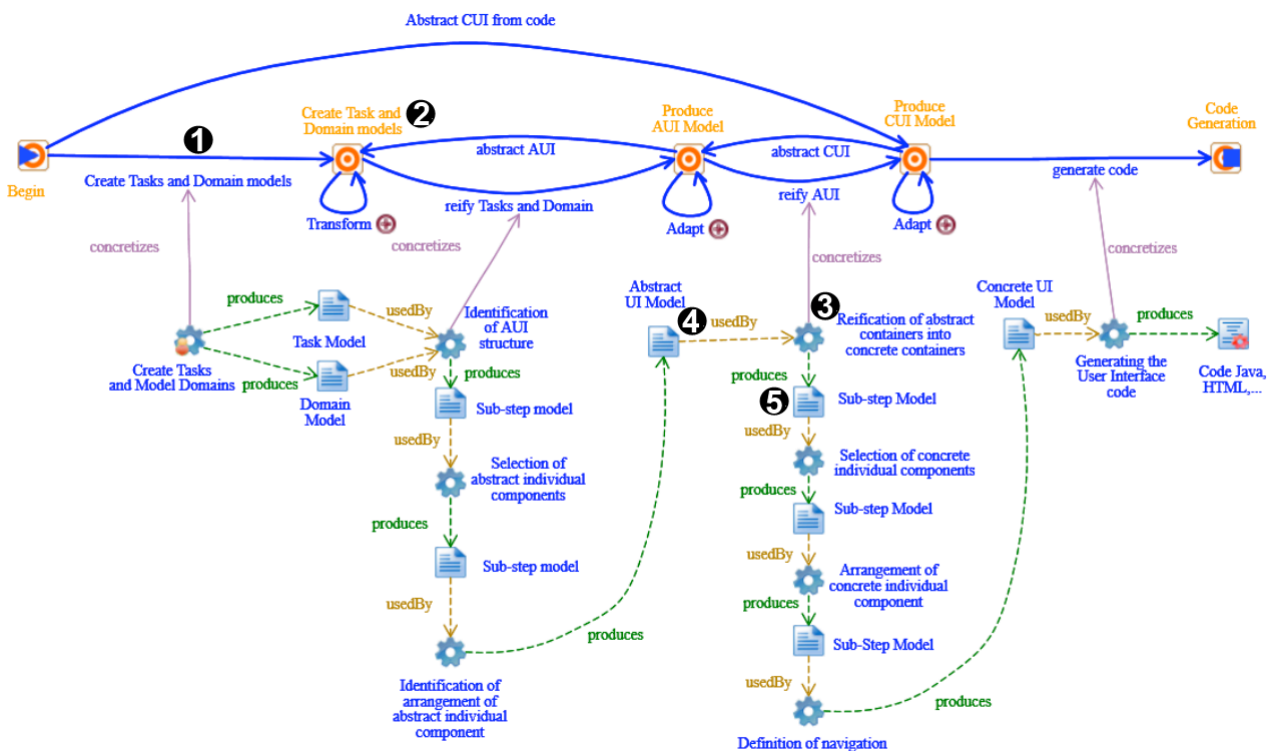 Abstract CUI from code
1
Create Task and
Domain models
2
Produce
AUI Model
Produce
CUI Model
Code
Generation
abstract AUI
abstract CUI
Begin
Create Tasks and Domain models
generate code
reify Tasks and Domain
reify AUI
Transform
Adapt
Adapt
concretizes
concretizes
concretizes
concretizes
produces
usedBy
Task Model
Create Tasks
and Model Domains
produces
usedBy
Domain
Model
Identification
of AUI
structure
produces
Sub-step model
usedBy
Selection of
abstract individual
components
produces
Sub-step model
usedBy
Identification of
arrangement of
abstract individual
component
produces
Abstract
UI Model
4
usedBy
3
Reification of abstract
containers into
concrete containers
produces
5
Sub-step Model
usedBy
Selection of concrete
individual components
produces
Sub-step Model
usedBy
Arrangement of
concrete individual
component
produces
Sub-Step Model
usedBy
Definition of navigation
produces
Concrete UI
Model
usedBy
Generating the
User Interface
code
produces
Code Java,
HTML,...